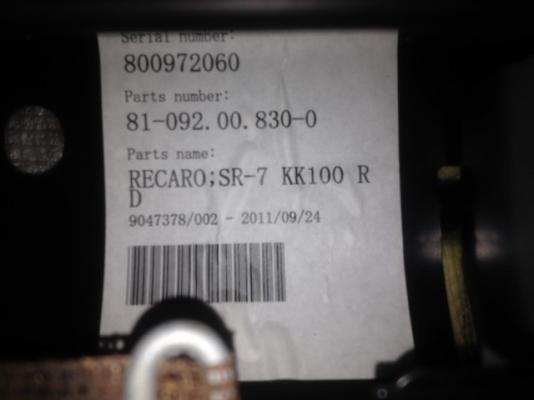 Serial number:
800972060
Parts number:
81-092.00.830-0
Parts name:
RECARO;SR-7 KK100 R
D
9047378/002 - 2011/09/24